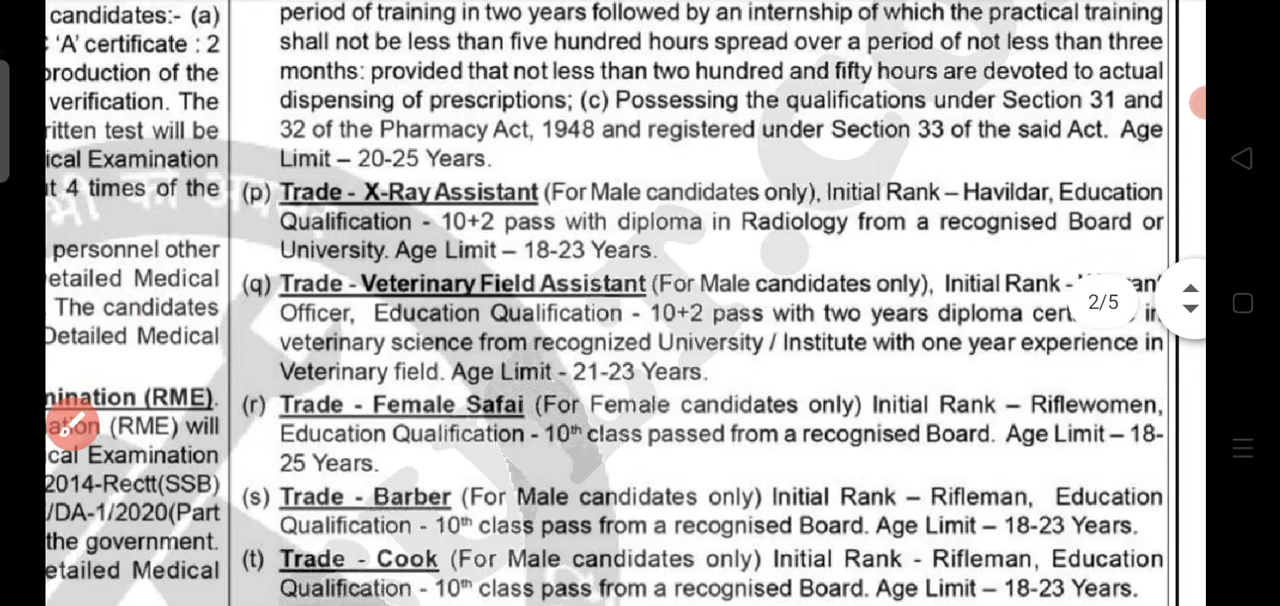 candidates:- (a)
'A' certificate : 2
production of the
verification. The
ritten test will be
ical Examination
t 4 times of the
personnel other
etailed Medical
The candidates
Detailed Medical
mination (RME).
(RME) will
cal Examination
2014-Rectt(SSB)
/DA-1/2020(Part
the government.
etailed Medical
period of training in two years followed by an internship of which the practical training
shall not be less than five hundred hours spread over a period of not less than three
months: provided that not less than two hundred and fifty hours are devoted to actual
dispensing of prescriptions; (c) Possessing the qualifications under Section 31 and
32 of the Pharmacy Act, 1948 and registered under Section 33 of the said Act. Age
Limit – 20-25 Years.
(p) Trade - X-Ray Assistant (For Male candidates only), Initial Rank – Havildar, Education
Qualification - 10+2 pass with diploma in Radiology from a recognised Board or
University. Age Limit – 18-23 Years.
(q) Trade - Veterinary Field Assistant (For Male candidates only), Initial Rank -
Officer, Education Qualification - 10+2 pass with two years diploma cert in
veterinary science from recognized University / Institute with one year experience in
Veterinary field. Age Limit - 21-23 Years.
(r) Trade - Female Safai (For Female candidates only) Initial Rank – Riflewomen,
Education Qualification - 10th class passed from a recognised Board. Age Limit – 18-
25 Years.
(s) Trade - Barber (For Male candidates only) Initial Rank – Rifleman, Education
Qualification - 10th class pass from a recognised Board. Age Limit – 18-23 Years.
(t) Trade - Cook (For Male candidates only) Initial Rank - Rifleman, Education
Qualification - 10th class pass from a recognised Board. Age Limit – 18-23 Years.
2/5